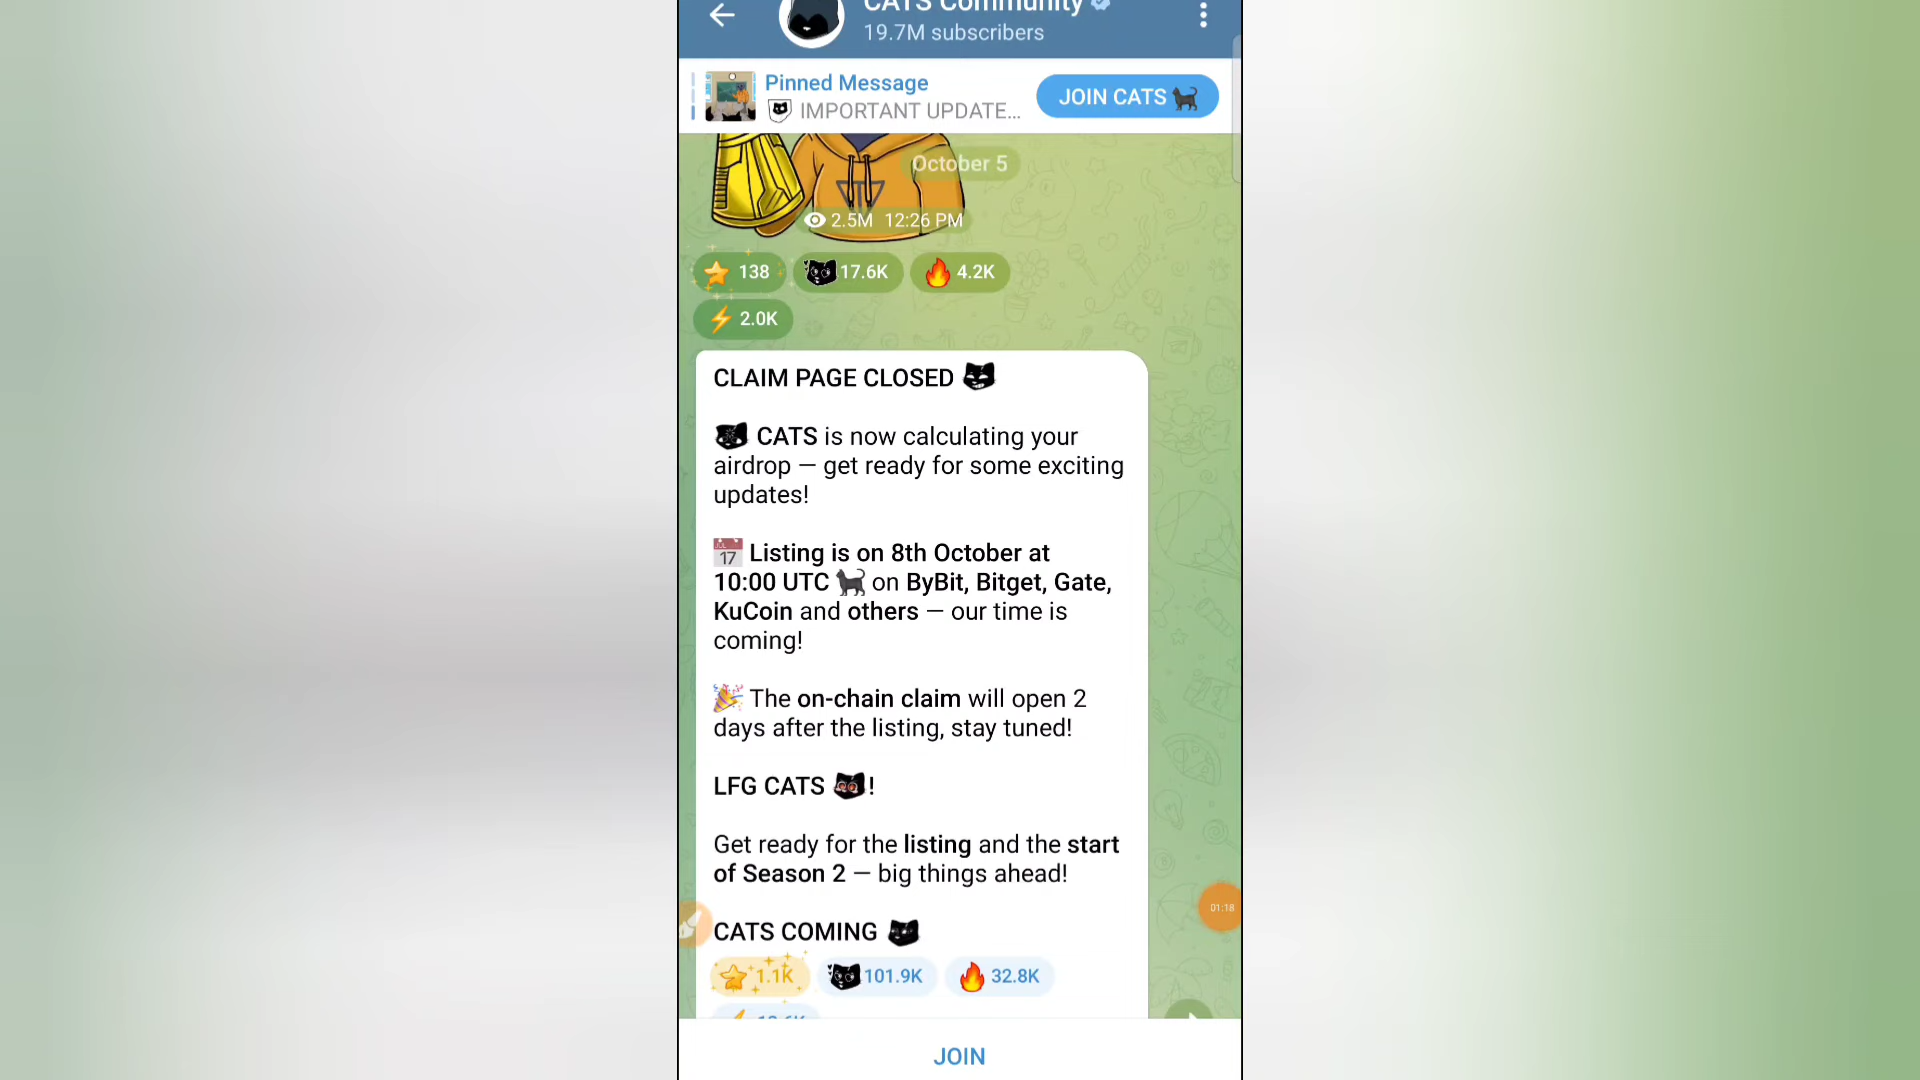 CATS Community
19.7M subscribers
Pinned Message
IMPORTANT UPDATE...
JOIN CATS
October 5
2.5M 12:26 PM
138
17.6K
4.2K
2.0K
CLAIM PAGE CLOSED
CATS is now calculating your
airdrop — get ready for some exciting
updates!
17 Listing is on 8th October at
10:00 UTC on ByBit, Bitget, Gate,
KuCoin and others — our time is
coming!
The on-chain claim will open 2
days after the listing, stay tuned!
LFG CATS !
Get ready for the listing and the start
of Season 2 — big things ahead!
CATS COMING
01:18
1.1K
101.9K
32.8K
JOIN